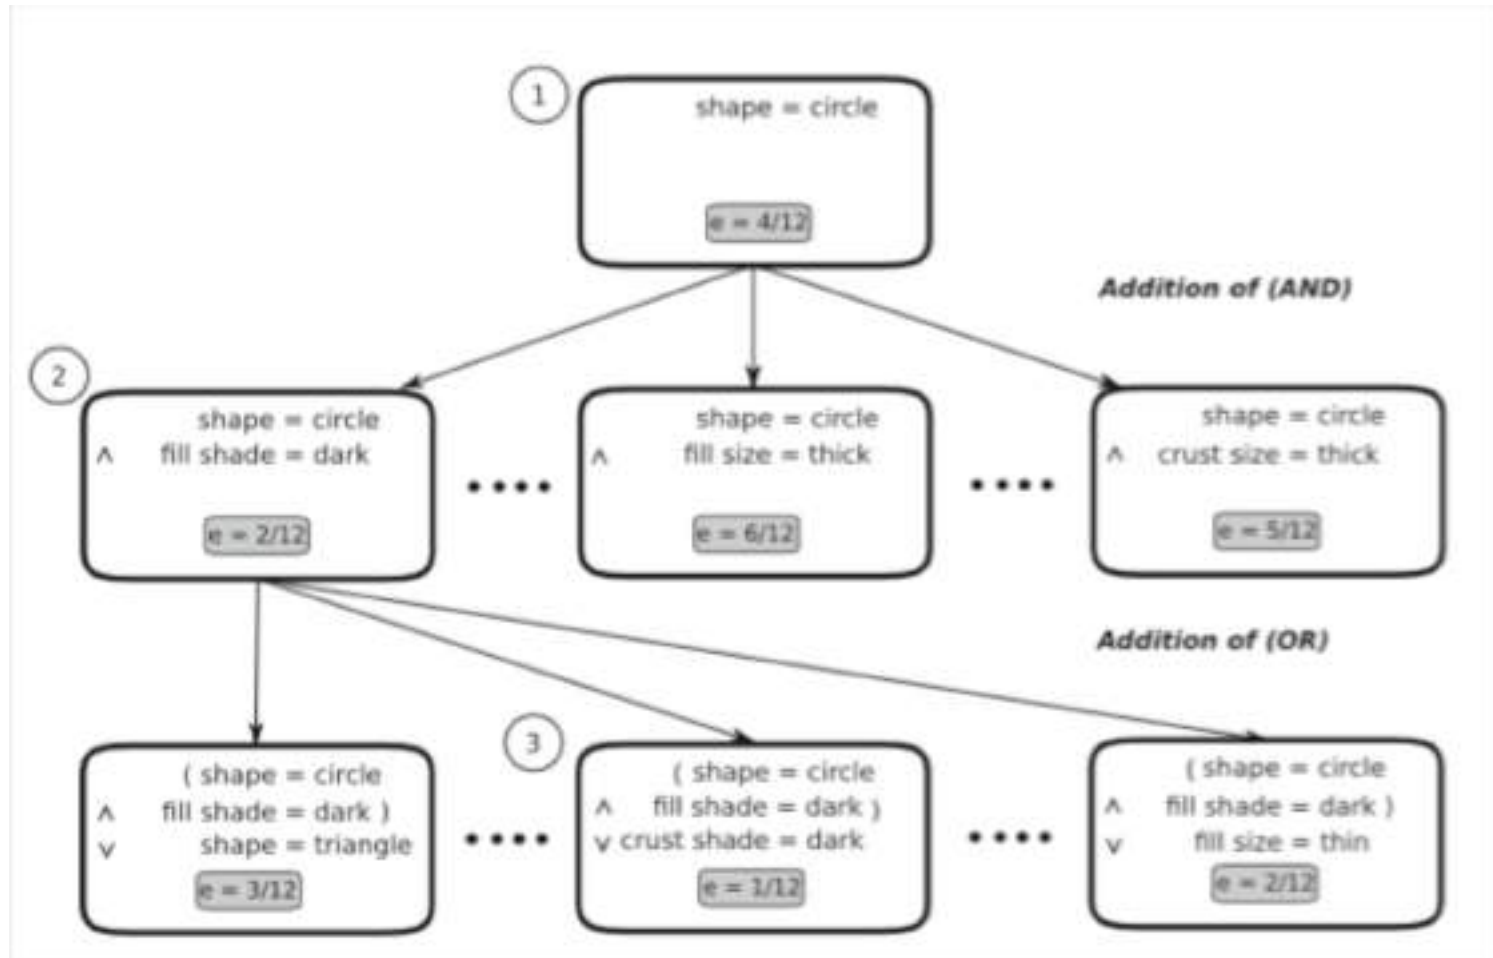 1
shape = circle
e = 4/12
Addition of (AND)
2
shape = circle
∧ fill shade = dark
e = 2/12
shape = circle
∧ fill size = thick
e = 6/12
shape = circle
∧ crust size = thick
e = 5/12
Addition of (OR)
( shape = circle
∧ fill shade = dark )
∨ shape = triangle
e = 3/12
3
( shape = circle
∧ fill shade = dark )
∨ crust shade = dark
e = 1/12
( shape = circle
∧ fill shade = dark )
∨ fill size = thin
e = 2/12